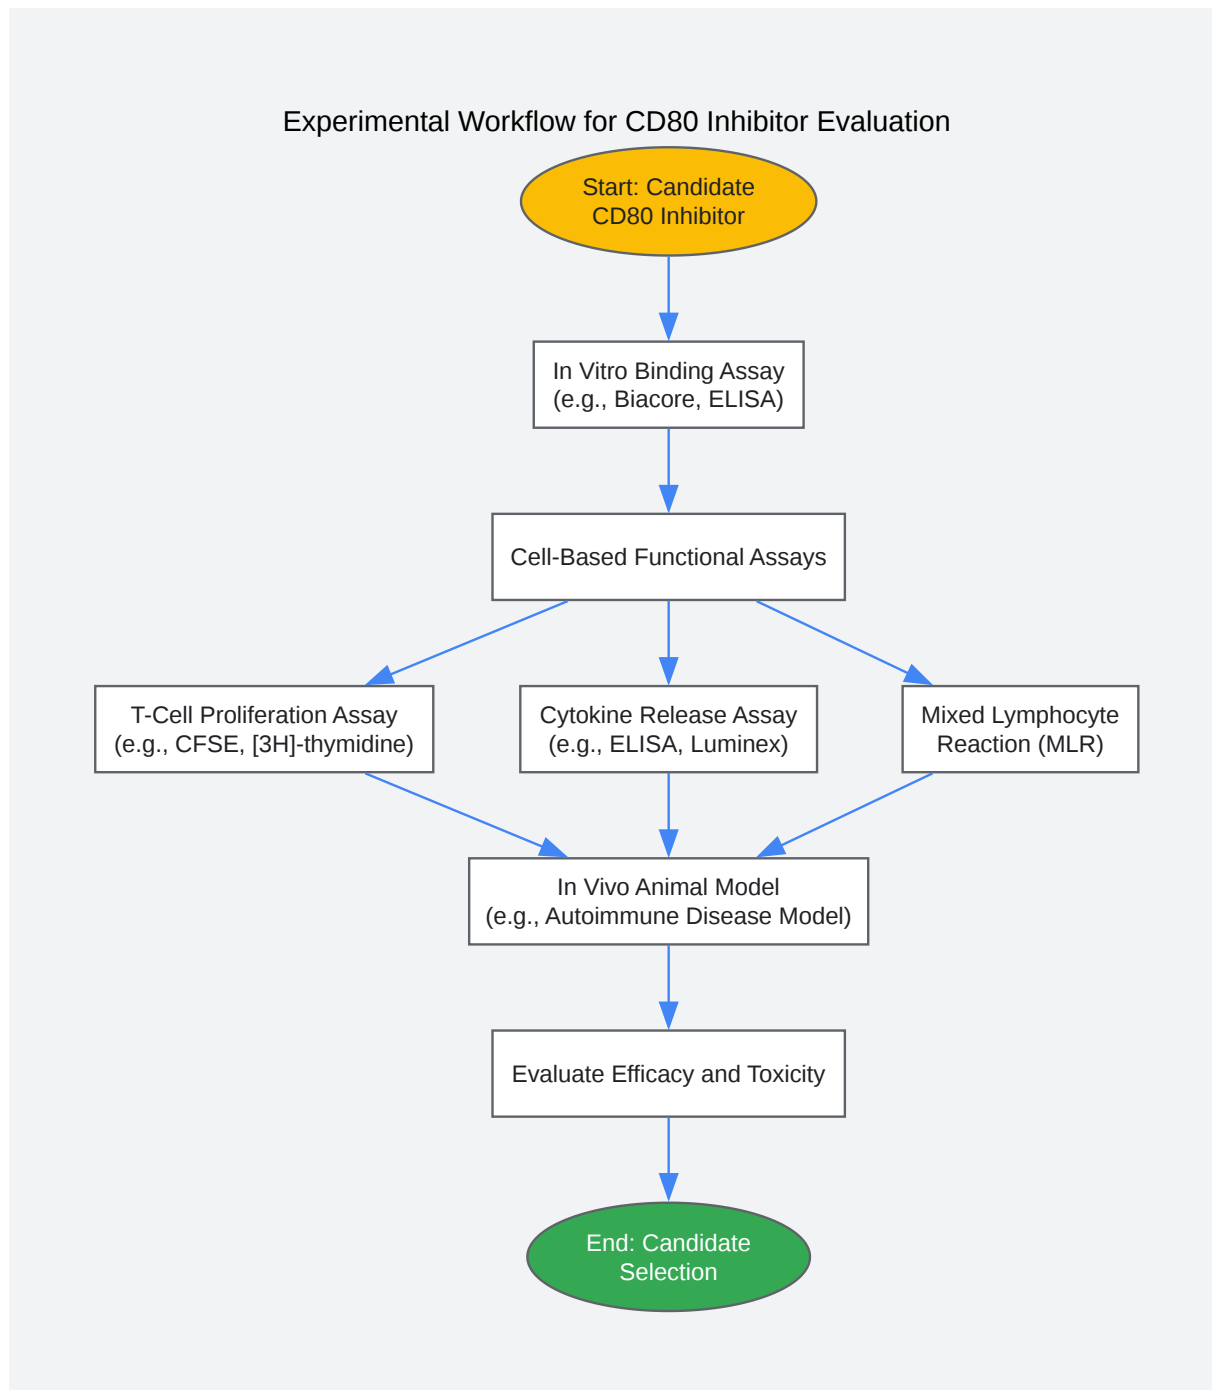 Experimental Workflow for CD80 Inhibitor Evaluation
Start: Candidate
CD80 Inhibitor
In Vitro Binding Assay
(e.g., Biacore, ELISA)
Cell-Based Functional Assays
T-Cell Proliferation Assay
(e.g., CFSE, [3H]-thymidine)
Cytokine Release Assay
(e.g., ELISA, Luminex)
Mixed Lymphocyte
Reaction (MLR)
In Vivo Animal Model
(e.g., Autoimmune Disease Model)
Evaluate Efficacy and Toxicity
End: Candidate
Selection